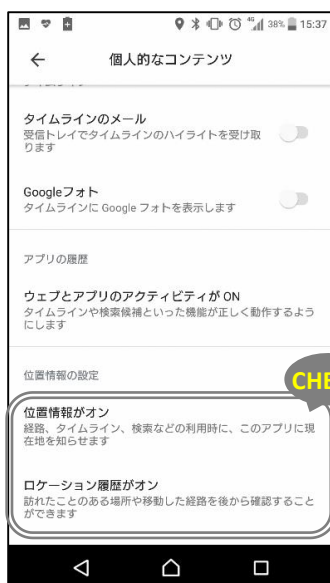 4G 38% 15:37
個人的なコンテンツ
タイムラインのメール
受信トレイでタイムラインのハイライトを受け取
ります
Googleフォト
タイムラインに Google フォトを表示します
アプリの履歴
ウェブとアプリのアクティビティが ON
タイムラインや検索候補といった機能が正しく動作するよう
にします
位置情報の設定
CHE
位置情報がオン
経路、タイムライン、検索などの利用時に、このアプリに現
在地を知らせます
ロケーション履歴がオン
訪れたことのある場所や移動した経路を後から確認すること
ができます